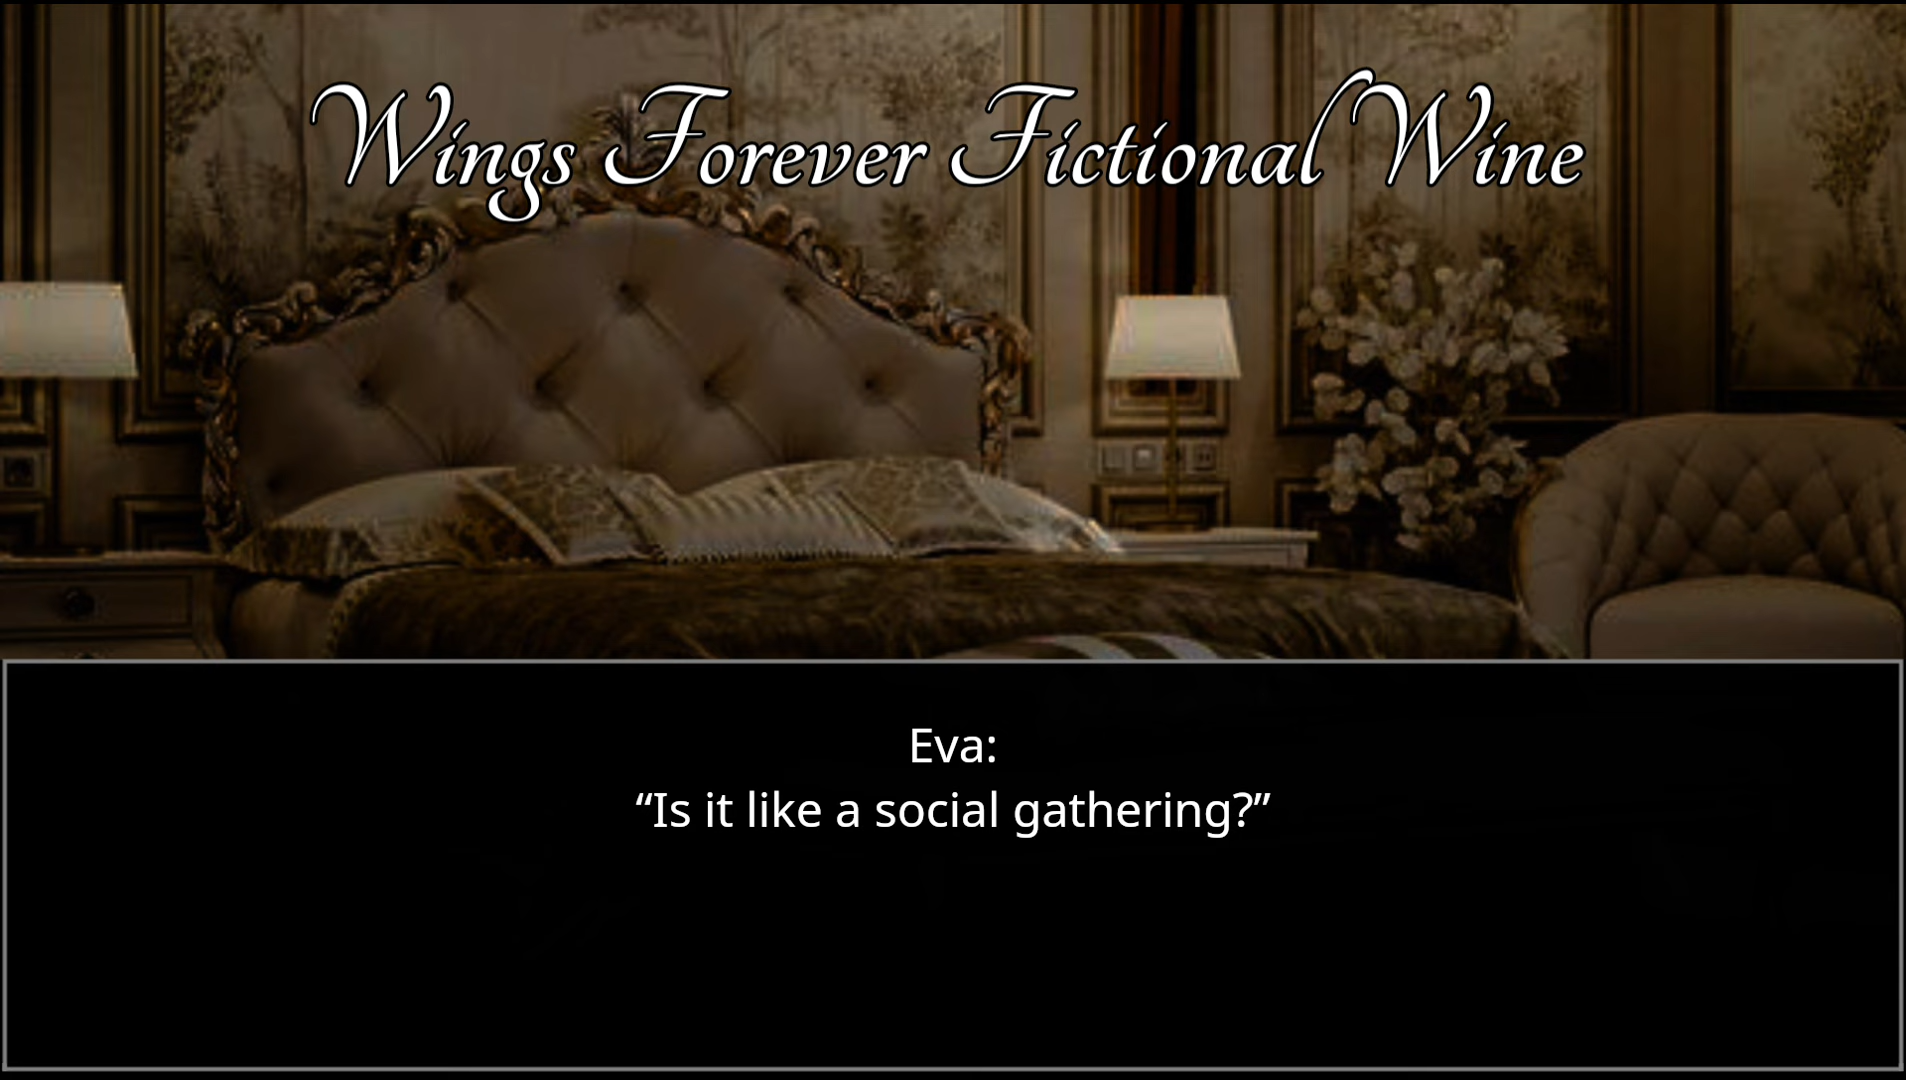 Wings Forever Fictional Wine
Eva:
“Is it like a social gathering?”